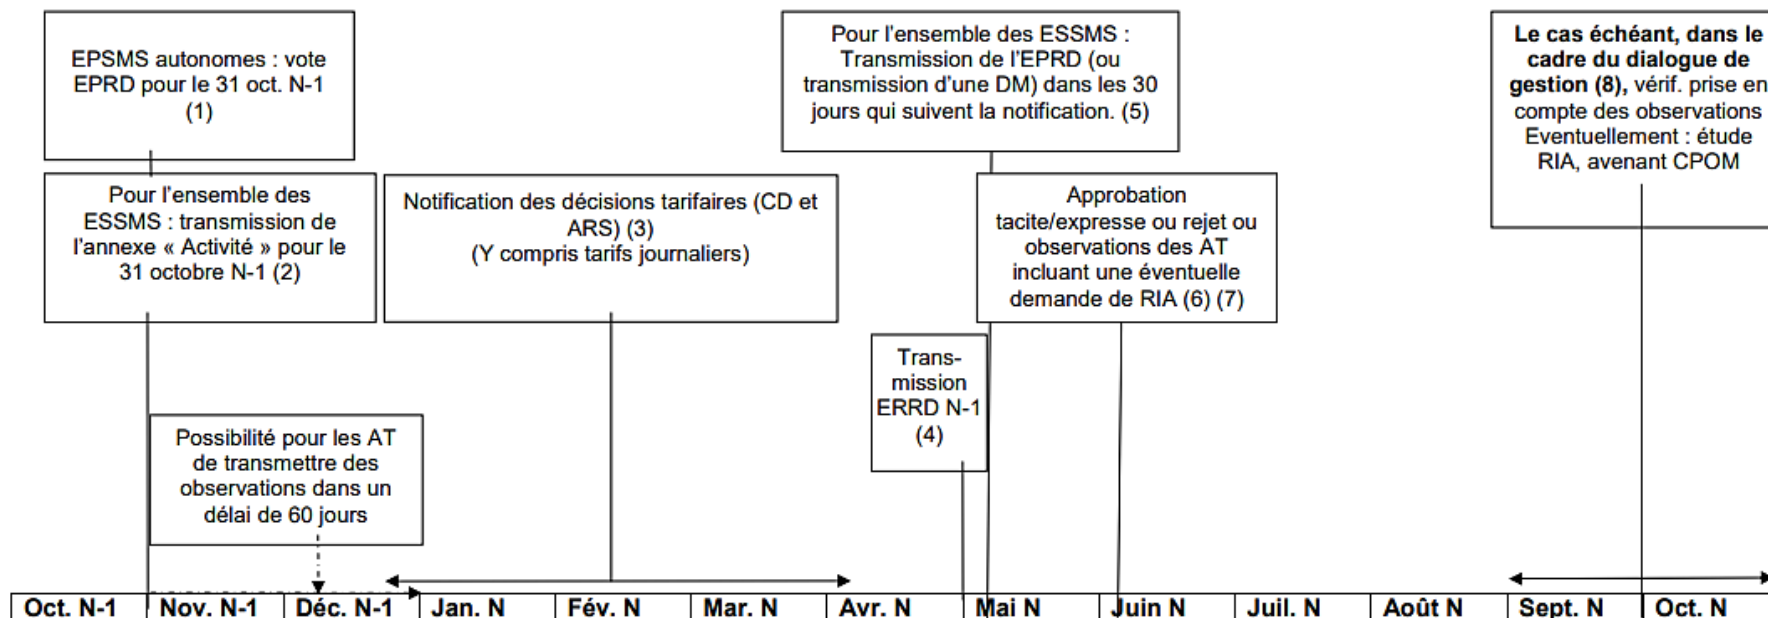 EPSMS autonomes : vote
EPRD pour le 31 oct. N-1
(1)
Pour l'ensemble des
ESSMS : transmission de
l'annexe « Activité » pour le
31 octobre N-1 (2)
Possibilité pour les AT
de transmettre des
observations dans un
délai de 60 jours
Notification des décisions tarifaires (CD et
ARS) (3)
(Y compris tarifs journaliers)
Pour l'ensemble des ESSMS :
Transmission de l'EPRD (ou
transmission d'une DM) dans les 30
jours qui suivent la notification. (5)
Trans-
mission
ERRD N-1
(4)
Approbation
tacite/expresse ou rejet ou
observations des AT
incluant une éventuelle
demande de RIA (6) (7)
Le cas échéant, dans le
cadre du dialogue de
gestion (8), vérif. prise en
compte des observations
Eventuellement : étude
RIA, avenant CPOM
Oct. N-1 Nov. N-1 Déc. N-1 Jan. N Fév. N Mar. N Avr. N Mai N Juin N Juil. N Août N Sept. N Oct. N